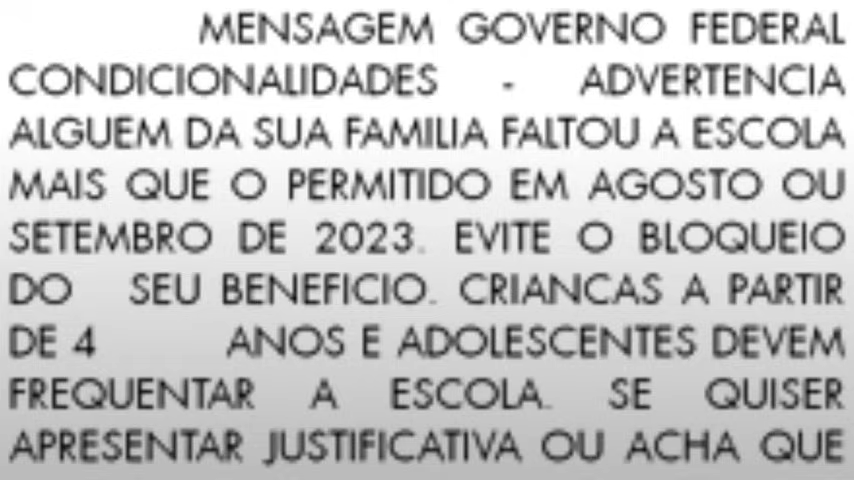 MENSAGEM GOVERNO FEDERAL
CONDICIONALIDADES - ADVERTENCIA
ALGUEM DA SUA FAMILIA FALTOU A ESCOLA
MAIS QUE O PERMITIDO EM AGOSTO OU
SETEMBRO DE 2023. EVITE O BLOQUEIO
DO SEU BENEFICIO. CRIANCAS A PARTIR
DE 4 ANOS E ADOLESCENTES DEVEM
FREQUENTAR A ESCOLA. SE QUISER
APRESENTAR JUSTIFICATIVA OU ACHA QUE